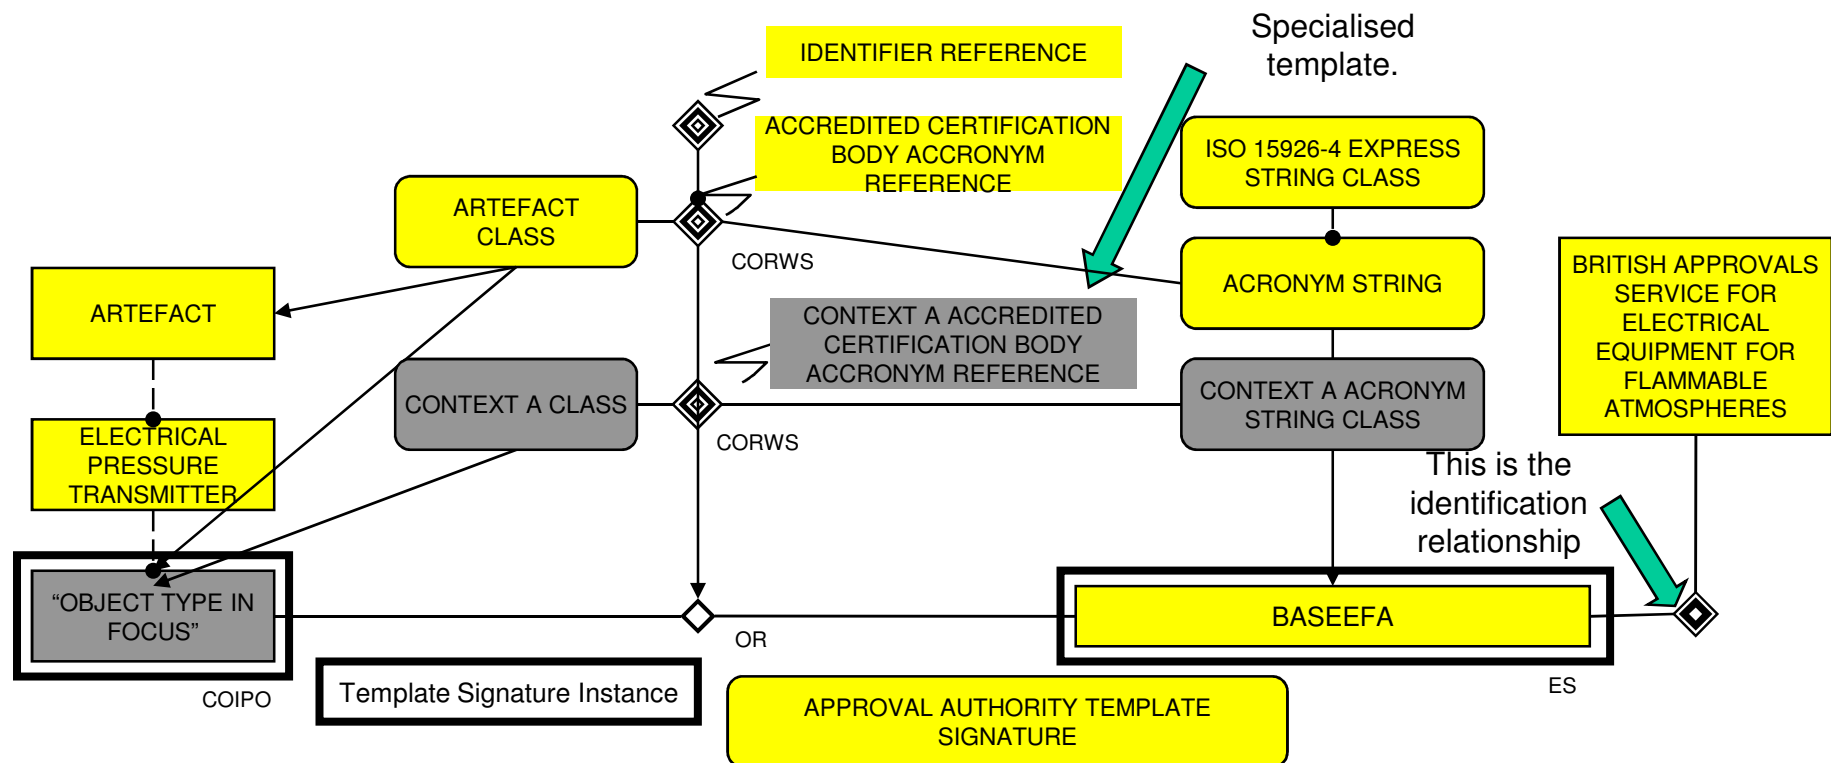 Specialised
template.
IDENTIFIER REFERENCE
ACCREDITED CERTIFICATION
BODY ACCRONYM
REFERENCE
ISO 15926-4 EXPRESS
STRING CLASS
ARTEFACT
CLASS
CORWS
ACRONYM STRING
BRITISH APPROVALS
SERVICE FOR
ELECTRICAL
EQUIPMENT FOR
FLAMMABLE
ATMOSPHERES
ARTEFACT
CONTEXT A ACCREDITED
CERTIFICATION BODY
ACCRONYM REFERENCE
CONTEXT A CLASS
CONTEXT A ACRONYM
STRING CLASS
CORWS
ELECTRICAL
PRESSURE
TRANSMITTER
This is the
identification
relationship
“OBJECT TYPE IN
FOCUS”
OR
BASEEFA
COIPO
ES
Template Signature Instance
APPROVAL AUTHORITY TEMPLATE
SIGNATURE